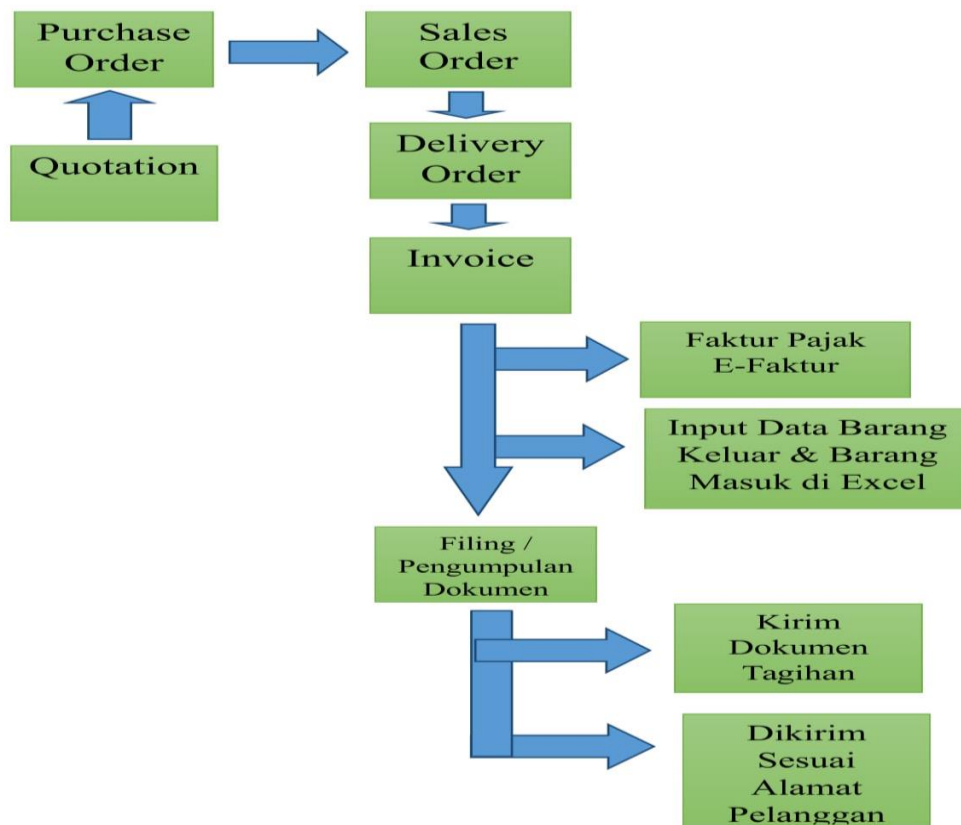 Purchase
Order
Sales
Order
Quotation
Delivery
Order
Invoice
Faktur Pajak
E-Faktur
Input Data Barang
Keluar & Barang
Masuk di Excel
Filing /
Pengumpulan
Dokumen
Kirim
Dokumen
Tagihan
Dikirim
Sesuai
Alamat
Pelanggan